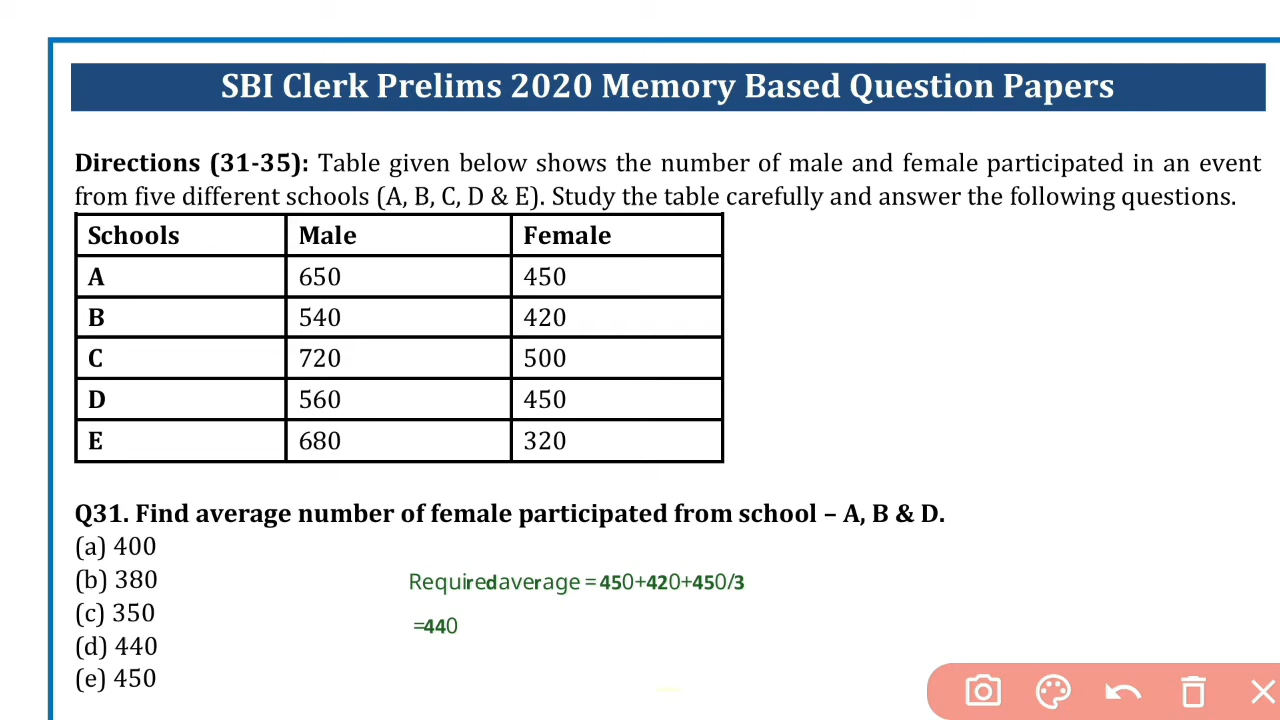 SBI Clerk Prelims 2020 Memory Based Question Papers
Directions (31-35): Table given below shows the number of male and female participated in an event
from five different schools (A, B, C, D & E). Study the table carefully and answer the following questions.
Schools Male Female
A 650 450
B 540 420
C 720 500
D 560 450
E 680 320
Q31. Find average number of female participated from school – A, B & D.
(a) 400
(b) 380
(c) 350
(d) 440
(e) 450
Required average = 450+420+450/3
=440